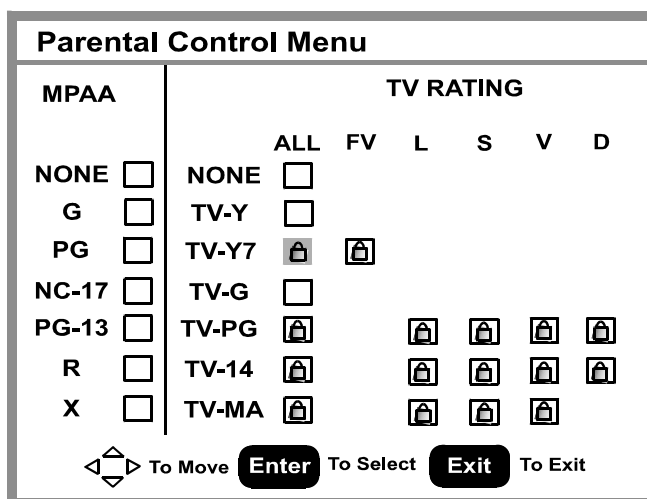 Parental Control Menu
MPAA
TV RATING
ALL FV L S V D
NONE NONE
G TV-Y
PG TV-Y7
NC-17 TV-G
PG-13 TV-PG
R TV-14
X TV-MA
To Move Enter To Select Exit To Exit